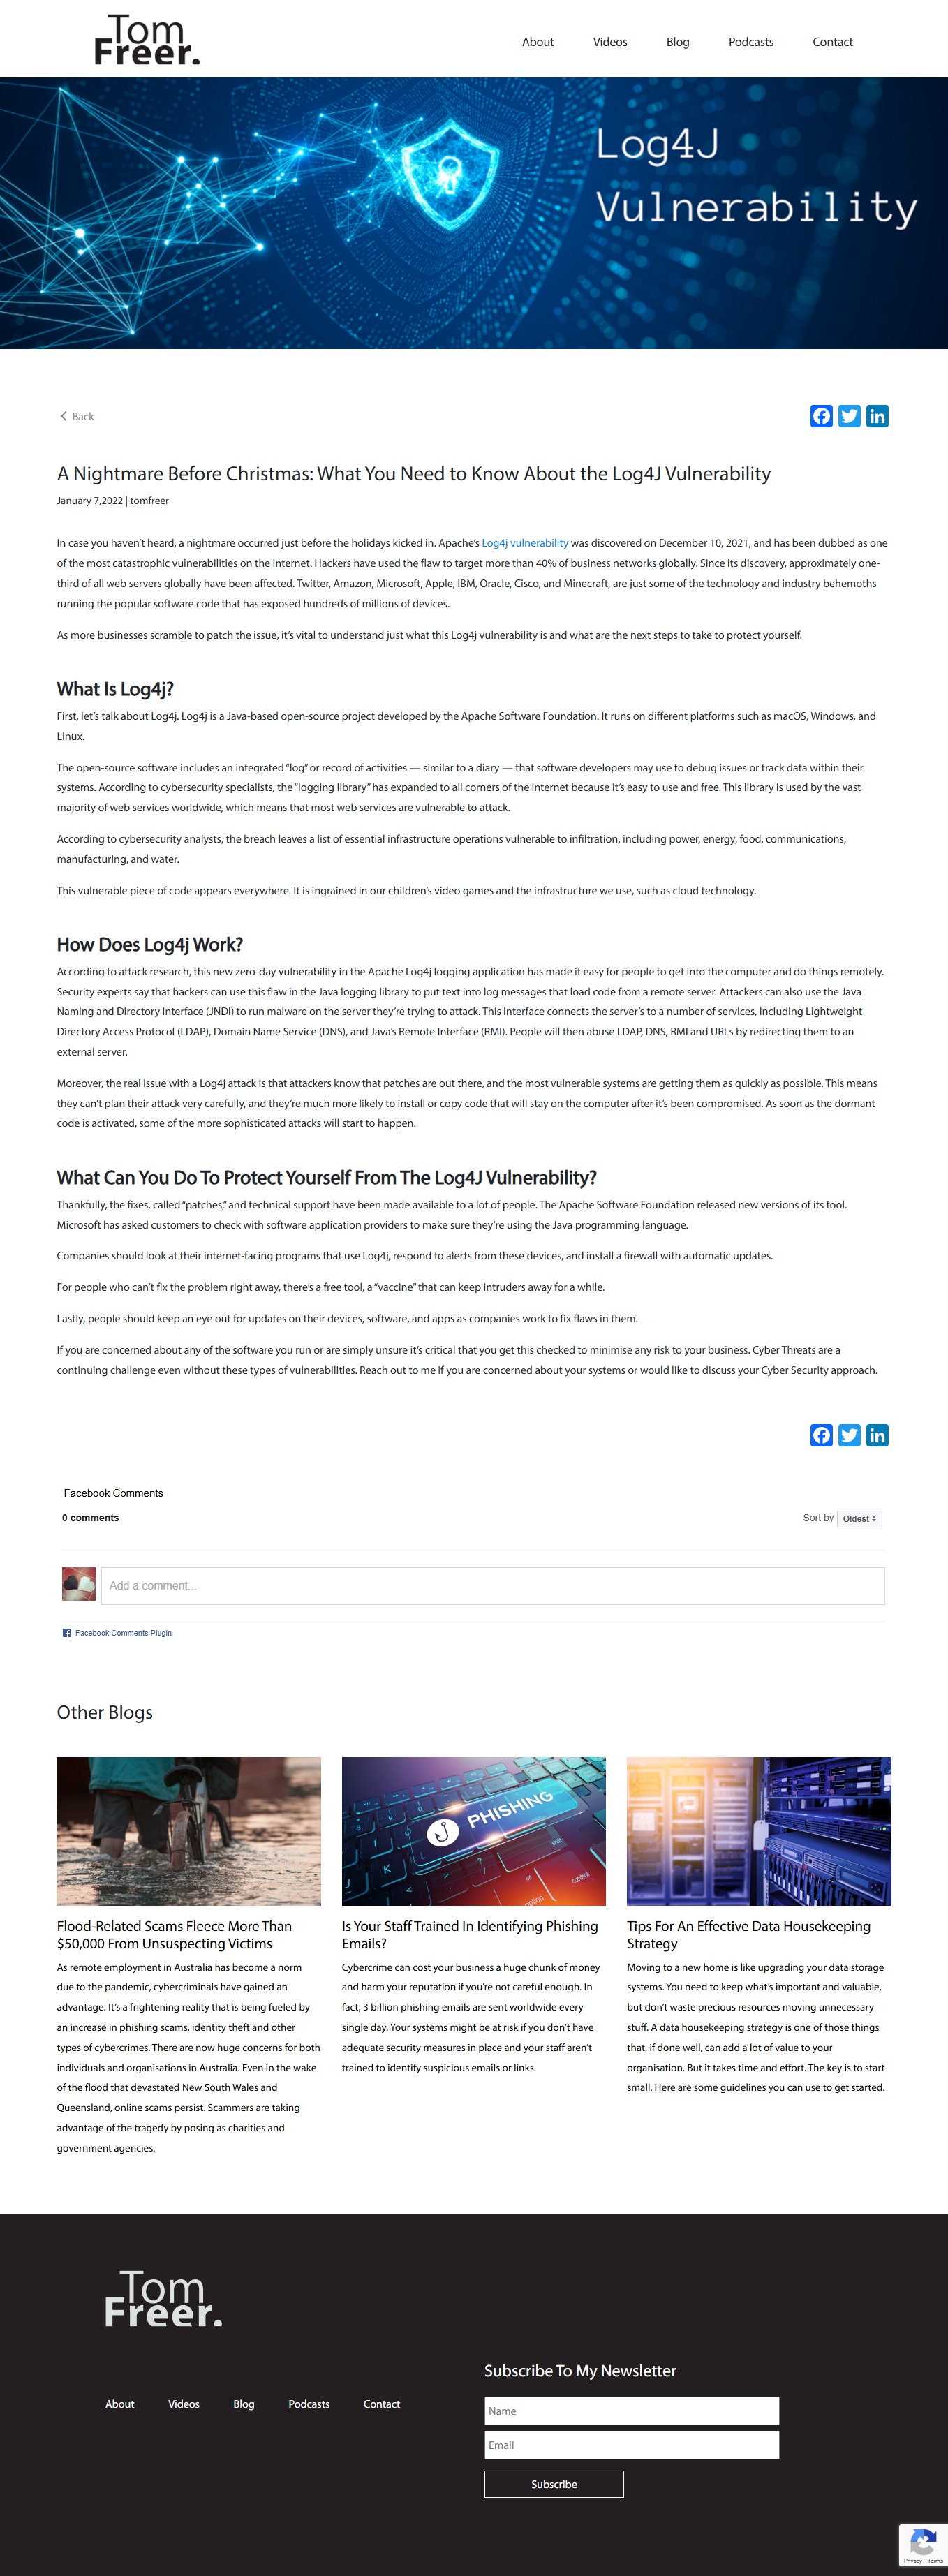 Tom
Freer.
About Videos Blog Podcasts Contact
Log4J
Vulnerability
Back
A Nightmare Before Christmas: What You Need to Know About the Log4J Vulnerability
January 7,2022 | tomfreer
In case you haven't heard, a nightmare occurred just before the holidays kicked in. Apache's Log4j vulnerability was discovered on December 10, 2021, and has been dubbed as one
of the most catastrophic vulnerabilities on the internet. Hackers have used the flaw to target more than 40% of business networks globally. Since its discovery, approximately one-
third of all web servers globally have been affected. Twitter, Amazon, Microsoft, Apple, IBM, Oracle, Cisco, and Minecraft, are just some of the technology and industry behemoths
running the popular software code that has exposed hundreds of millions of devices.
As more businesses scramble to patch the issue, it's vital to understand just what this Log4j vulnerability is and what are the next steps to take to protect yourself.
What Is Log4j?
First, let's talk about Log4j. Log4j is a Java-based open-source project developed by the Apache Software Foundation. It runs on different platforms such as macOS, Windows, and
Linux.
The open-source software includes an integrated "log" or record of activities — similar to a diary — that software developers may use to debug issues or track data within their
systems. According to cybersecurity specialists, the "logging library" has expanded to all corners of the internet because it's easy to use and free. This library is used by the vast
majority of web services worldwide, which means that most web services are vulnerable to attack.
According to cybersecurity analysts, the breach leaves a list of essential infrastructure operations vulnerable to infiltration, including power, energy, food, communications,
manufacturing, and water.
This vulnerable piece of code appears everywhere. It is ingrained in our children's video games and the infrastructure we use, such as cloud technology.
How Does Log4j Work?
According to attack research, this new zero-day vulnerability in the Apache Log4j logging application has made it easy for people to get into the computer and do things remotely.
Security experts say that hackers can use this flaw in the Java logging library to put text into log messages that load code from a remote server. Attackers can also use the Java
Naming and Directory Interface (JNDI) to run malware on the server they're trying to attack. This interface connects the server's to a number of services, including Lightweight
Directory Access Protocol (LDAP), Domain Name Service (DNS), and Java's Remote Interface (RMI). People will then abuse LDAP, DNS, RMI and URLs by redirecting them to an
external server.
Moreover, the real issue with a Log4j attack is that attackers know that patches are out there, and the most vulnerable systems are getting them as quickly as possible. This means
they can't plan their attack very carefully, and they're much more likely to install or copy code that will stay on the computer after it's been compromised. As soon as the dormant
code is activated, some of the more sophisticated attacks will start to happen.
What Can You Do To Protect Yourself From The Log4J Vulnerability?
Thankfully, the fixes, called "patches," and technical support have been made available to a lot of people. The Apache Software Foundation released new versions of its tool.
Microsoft has asked customers to check with software application providers to make sure they're using the Java programming language.
Companies should look at their internet-facing programs that use Log4j, respond to alerts from these devices, and install a firewall with automatic updates.
For people who can't fix the problem right away, there's a free tool, a "vaccine" that can keep intruders away for a while.
Lastly, people should keep an eye out for updates on their devices, software, and apps as companies work to fix flaws in them.
If you are concerned about any of the software you run or are simply unsure it's critical that you get this checked to minimise any risk to your business. Cyber Threats are a
continuing challenge even without these types of vulnerabilities. Reach out to me if you are concerned about your systems or would like to discuss your Cyber Security approach.
Facebook Comments
0 comments
Sort by Oldest
Add a comment...
Facebook Comments Plugin
Other Blogs
PHISHING
K
L
alt
control
option
Flood-Related Scams Fleece More Than
$50,000 From Unsuspecting Victims
As remote employment in Australia has become a norm
due to the pandemic, cybercriminals have gained an
advantage. It's a frightening reality that is being fueled by
an increase in phishing scams, identity theft and other
types of cybercrimes. There are now huge concerns for both
individuals and organisations in Australia. Even in the wake
of the flood that devastated New South Wales and
Queensland, online scams persist. Scammers are taking
advantage of the tragedy by posing as charities and
government agencies.
Is Your Staff Trained In Identifying Phishing
Emails?
Cybercrime can cost your business a huge chunk of money
and harm your reputation if you're not careful enough. In
fact, 3 billion phishing emails are sent worldwide every
single day. Your systems might be at risk if you don't have
adequate security measures in place and your staff aren't
trained to identify suspicious emails or links.
Tips For An Effective Data Housekeeping
Strategy
Moving to a new home is like upgrading your data storage
systems. You need to keep what's important and valuable,
but don't waste precious resources moving unnecessary
stuff. A data housekeeping strategy is one of those things
that, if done well, can add a lot of value to your
organisation. But it takes time and effort. The key is to start
small. Here are some guidelines you can use to get started.
Tom
Freer.
About Videos Blog Podcasts Contact
Subscribe To My Newsletter
Name
Email
Subscribe
Privacy - Terms